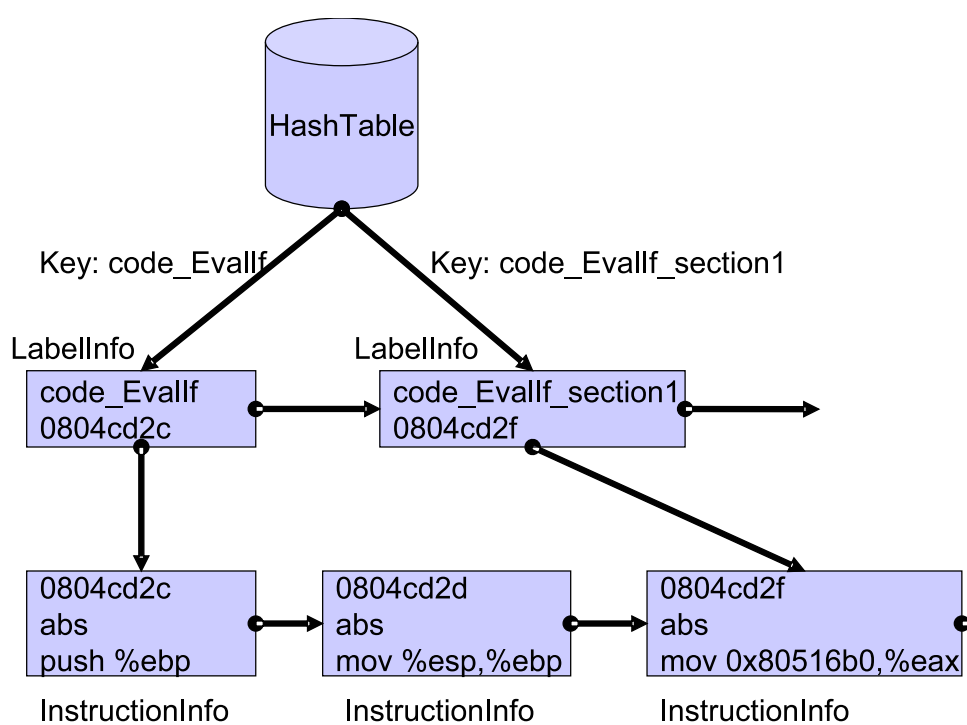 HashTable
Key: code_EvalIf
Key: code_EvalIf_section1
LabelInfo
LabelInfo
code_EvalIf
0804cd2c
code_EvalIf_section1
0804cd2f
0804cd2c
abs
push %ebp
0804cd2d
abs
mov %esp,%ebp
0804cd2f
abs
mov 0x80516b0,%eax
InstructionInfo
InstructionInfo
InstructionInfo